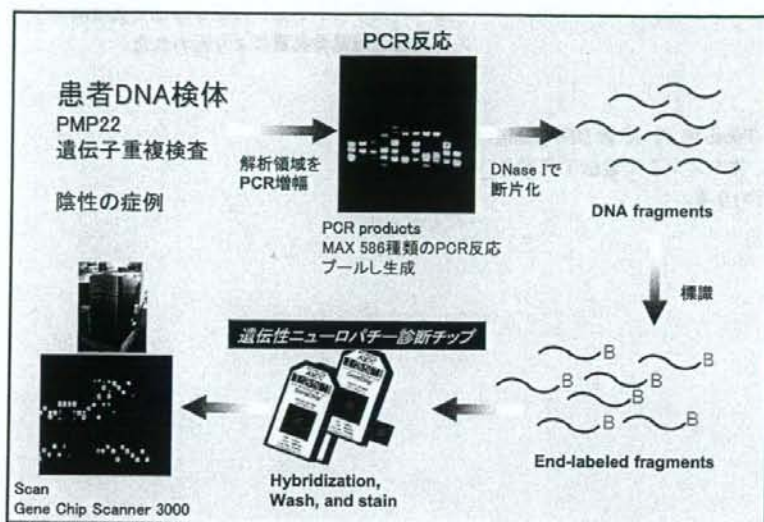 PCR反応
患者DNA検体
PMP22
遺伝子重複検査
陰性の症例
解析領域を
PCR増幅
DNase Iで
断片化
DNA fragments
PCR products
MAX 586種類のPCR反応
プールし生成
標識
遺伝性ニューロパチー診断チップ
B
B
B
B
B
B
B
End-labeled fragments
Hybridization,
Wash, and stain
Scan
Gene Chip Scanner 3000